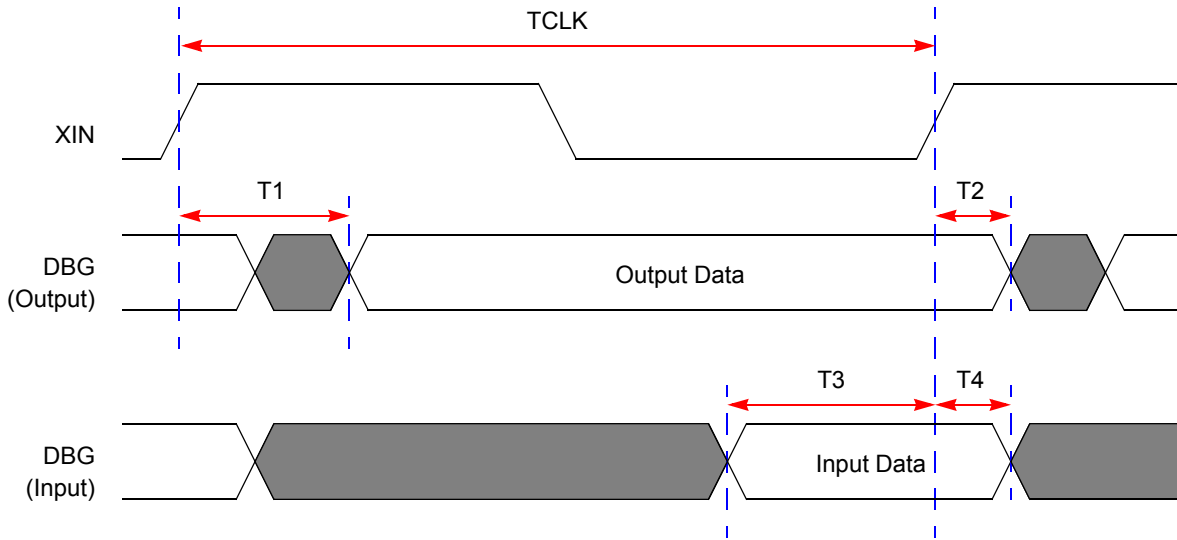 TCLK
XIN
T1
T2
DBG
(Output)
Output Data
T3
T4
DBG
(Input)
Input Data